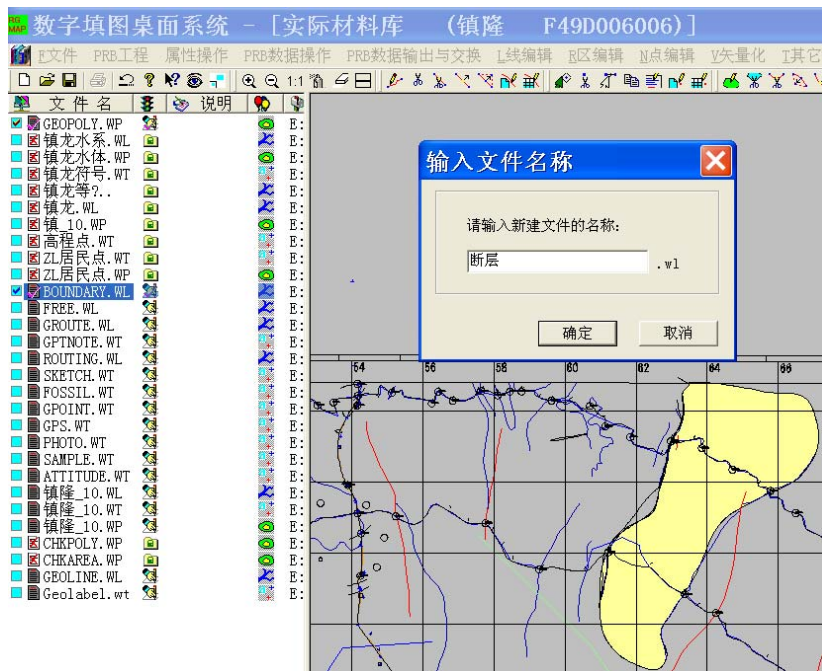 RG MAP 数字填图桌面系统 - [实际材料库 (镇隆 F49D006006)]
F文件 PRB工程 属性操作 PRB数据操作 PRB数据输出与交换 L线编辑 R区编辑 N点编辑 V矢量化 I其它
1:1
文件名 说明
GEOPOLY.WP E:
镇龙水系.WL E:
镇龙水体.WP E:
镇龙符号.WT E:
镇龙等?.. E:
镇龙.WL E:
镇_10.WP E:
高程点.WT E:
ZL居民点.WT E:
ZL居民点.WP E:
BOUNDARY.WL E:
FREE.WL E:
GROUTE.WL E:
GPTNOTE.WT E:
ROUTING.WL E:
SKETCH.WT E:
FOSSIL.WT E:
GPOINT.WT E:
GPS.WT E:
PHOTO.WT E:
SAMPLE.WT E:
ATTITUDE.WT E:
镇隆_10.WL E:
镇隆_10.WT E:
镇隆_10.WP E:
CHKPOLY.WP E:
CHKAREA.WP E:
GEOLINE.WL E:
Geolabel.wt E:
输入文件名称
请输入新建文件的名称:
断层 .wl
确定 取消
54 56 58 60 62 64 66